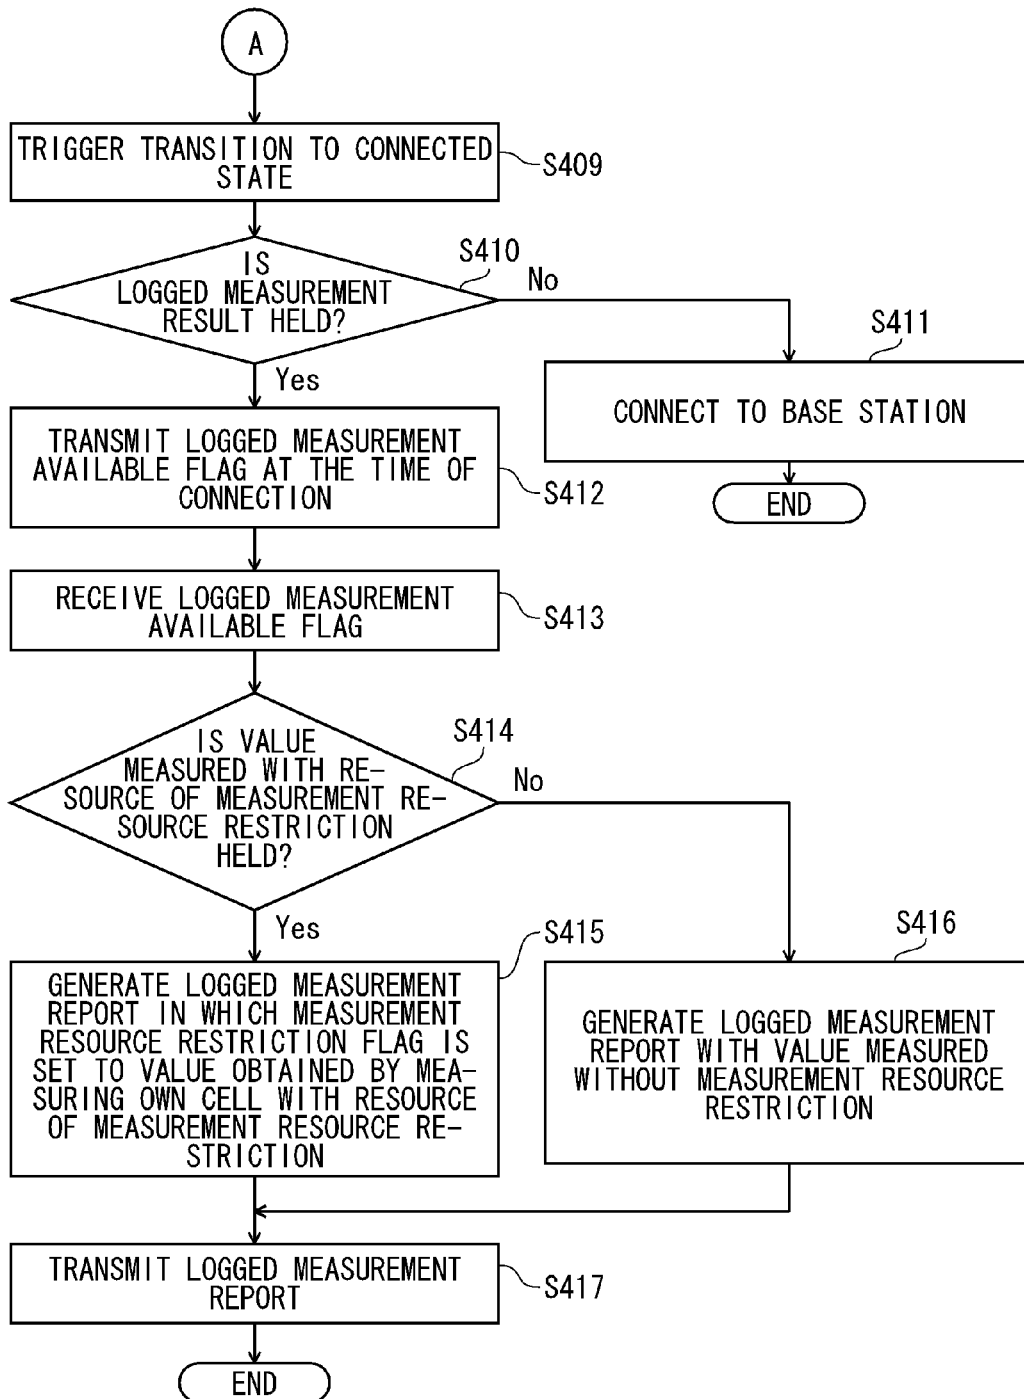 A
TRIGGER TRANSITION TO CONNECTED
STATE
S409
IS
LOGGED MEASUREMENT
RESULT HELD?
S410
No
Yes
S411
CONNECT TO BASE STATION
END
TRANSMIT LOGGED MEASUREMENT
AVAILABLE FLAG AT THE TIME OF
CONNECTION
S412
RECEIVE LOGGED MEASUREMENT
AVAILABLE FLAG
S413
IS VALUE
MEASURED WITH RE-
SOURCE OF MEASUREMENT RE-
SOURCE RESTRICTION
HELD?
S414
No
Yes
S415
GENERATE LOGGED MEASUREMENT
REPORT IN WHICH MEASUREMENT
RESOURCE RESTRICTION FLAG IS
SET TO VALUE OBTAINED BY MEA-
SURING OWN CELL WITH RESOURCE
OF MEASUREMENT RESOURCE RE-
STRICTION
S416
GENERATE LOGGED MEASUREMENT
REPORT WITH VALUE MEASURED
WITHOUT MEASUREMENT RESOURCE
RESTRICTION
TRANSMIT LOGGED MEASUREMENT
REPORT
S417
END